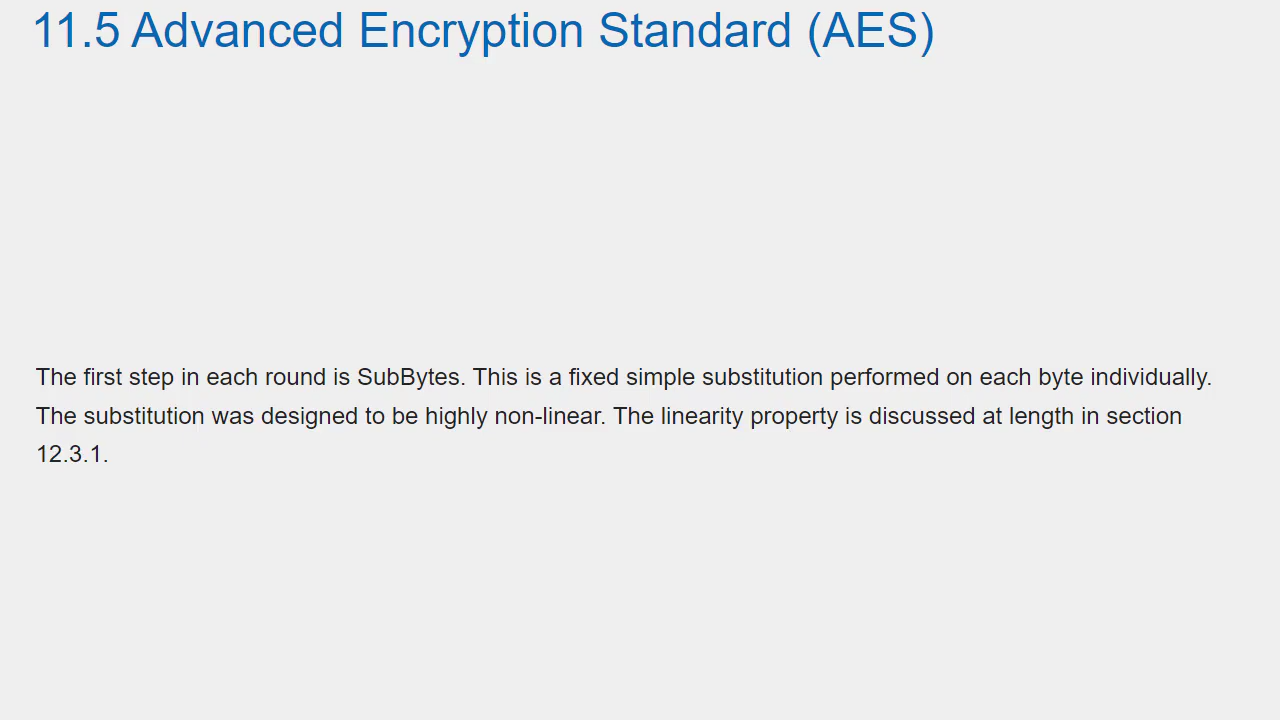 11.5 Advanced Encryption Standard (AES)
The first step in each round is SubBytes. This is a fixed simple substitution performed on each byte individually.
The substitution was designed to be highly non-linear. The linearity property is discussed at length in section
12.3.1.